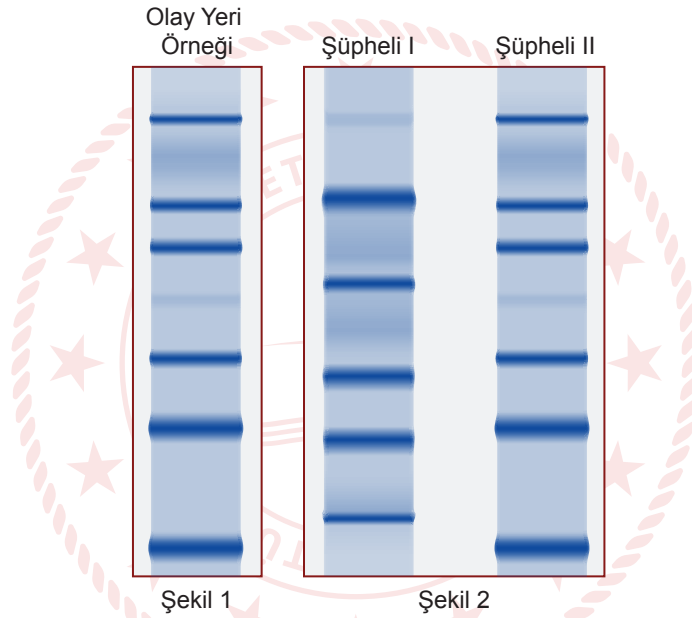 Olay Yeri
Örneği
Şüpheli I
Şüpheli II
Şekil 1
Şekil 2